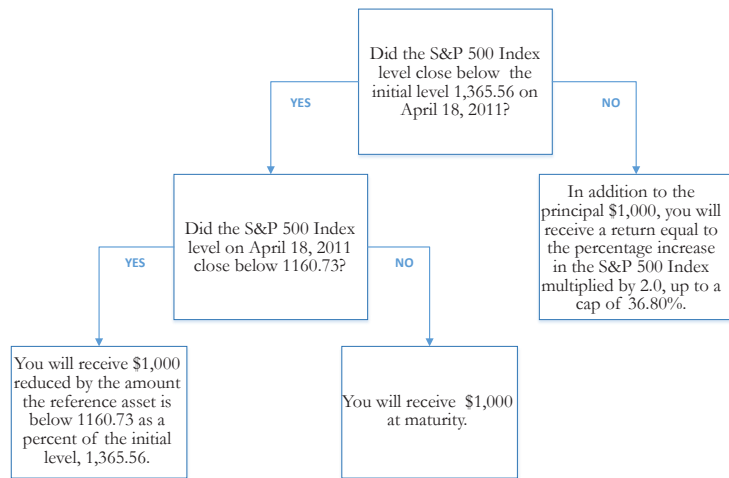 Did the S&P 500 Index
level close below the
initial level 1,365.56 on
April 18, 2011?
YES
NO
Did the S&P 500 Index
level on April 18, 2011
close below 1160.73?
In addition to the
principal $1,000, you will
receive a return equal to
the percentage increase
in the S&P 500 Index
multiplied by 2.0, up to a
cap of 36.80%.
YES
NO
You will receive $1,000
reduced by the amount
the reference asset is
below 1160.73 as a
percent of the initial
level, 1,365.56.
You will receive $1,000
at maturity.